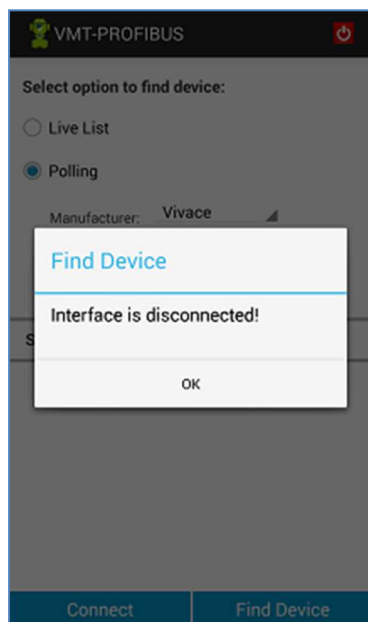 VMT-PROFIBUS
Select option to find device:
Live List
Polling
Manufacturer: Vivace
Find Device
Interface is disconnected!
S
OK
Connect Find Device